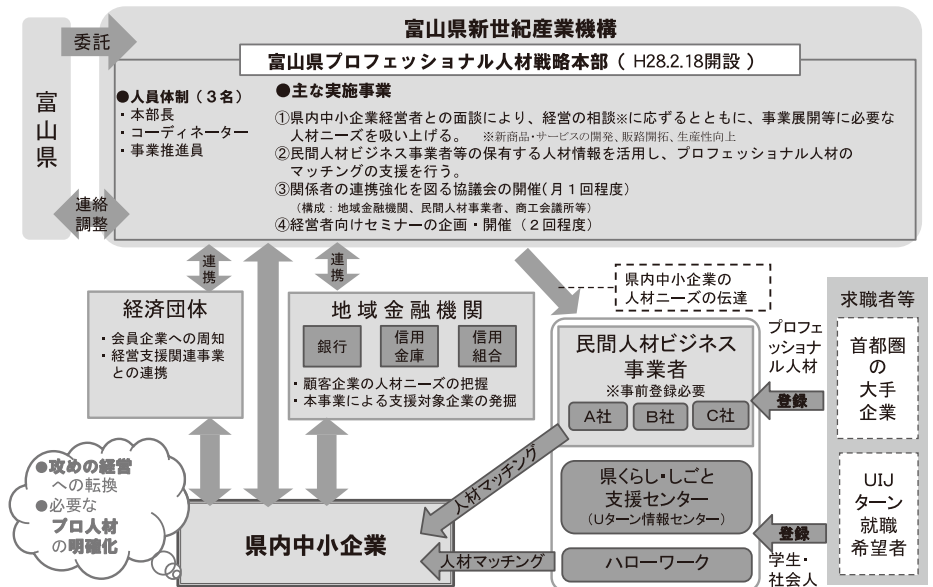 富山県新世紀産業機構
委託
富山県プロフェッショナル人材戦略本部（ H28.2.18開設 ）
富山県
●人員体制（３名）
・本部長
・コーディネーター
・事業推進員
●主な実施事業
①県内中小企業経営者との面談により、経営の相談※に応ずるとともに、事業展開等に必要な
人材ニーズを吸い上げる。　※新商品・サービスの開発、販路開拓、生産性向上
②民間人材ビジネス事業者等の保有する人材情報を活用し、プロフェッショナル人材の
マッチングの支援を行う。
③関係者の連携強化を図る協議会の開催（月１回程度）
（構成：地域金融機関、民間人材事業者、商工会議所等）
④経営者向けセミナーの企画・開催（２回程度）
連絡
調整
連携
連携
県内中小企業の
人材ニーズの伝達
経済団体
・会員企業への周知
・経営支援関連事業
との連携
地域金融機関
銀行
信用
金庫
信用
組合
・顧客企業の人材ニーズの把握
・本事業による支援対象企業の発掘
民間人材ビジネス
事業者
※事前登録必要
A社
B社
C社
プロフェ
ッショナ
ル人材
登録
求職者等
首都圏
の
大手
企業
●攻めの経営
への転換
●必要な
プロ人材
の明確化
県内中小企業
人材マッチング
人材マッチング
県くらし・しごと
支援センター
（Uターン情報センター）
ハローワーク
登録
学生・
社会人
UIJ
ターン
就職
希望者